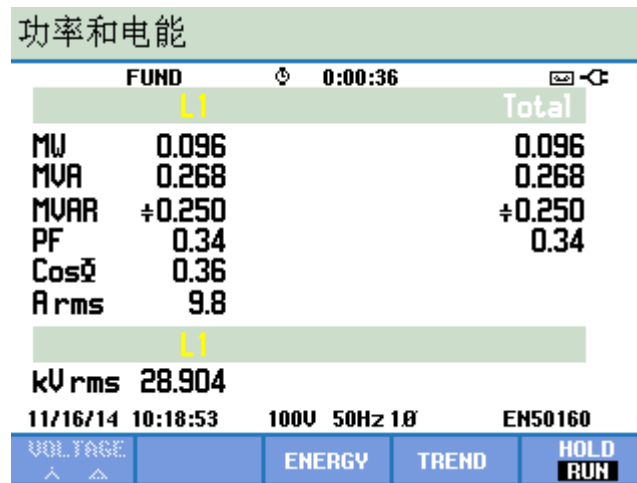 功率和电能
FUND 0:00:36
L1 Total
MW 0.096 0.096
MVA 0.268 0.268
MVAR ÷0.250 ÷0.250
PF 0.34 0.34
CosΦ 0.36
A rms 9.8
L1
kV rms 28.904
11/16/14 10:18:53 100V 50Hz 1Ø EN50160
VOLTAGE ENERGY TREND HOLD
RUN